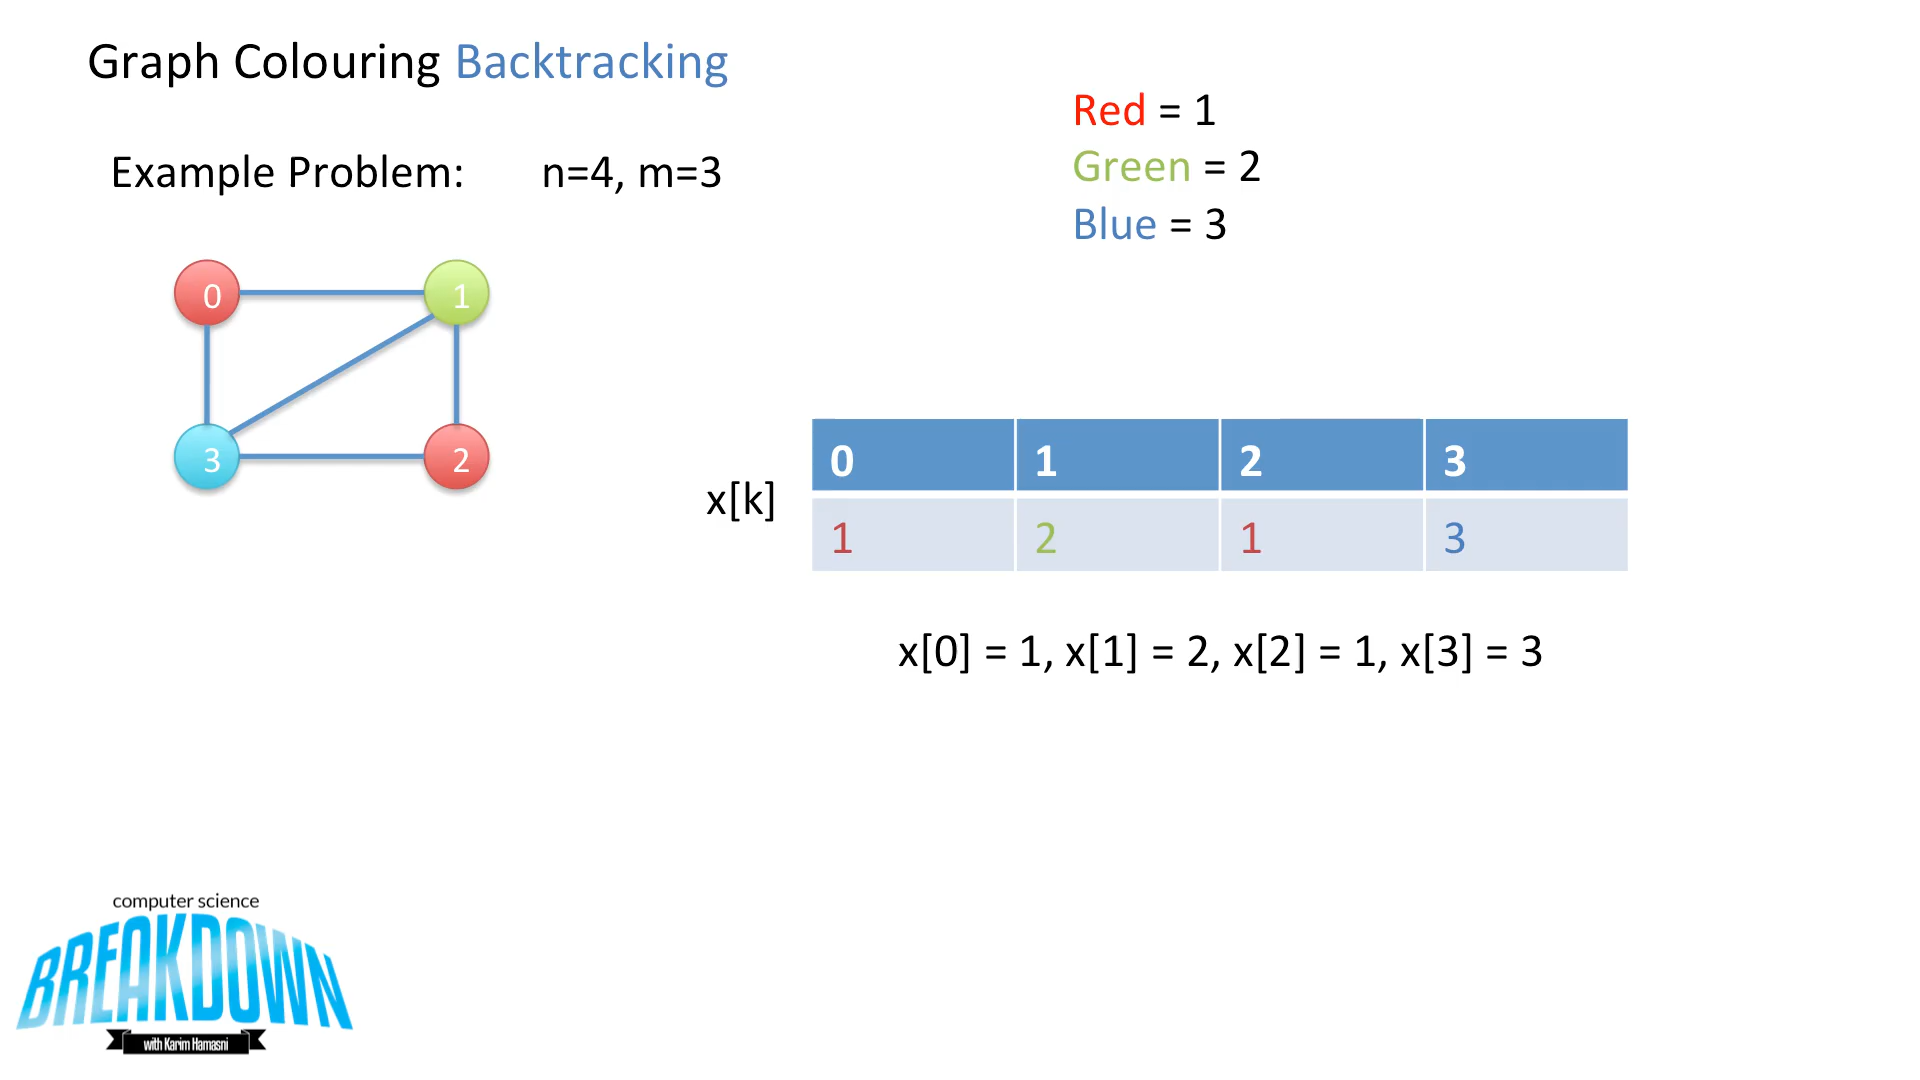 Graph Colouring Backtracking
Red = 1
Green = 2
Blue = 3
Example Problem: n=4, m=3
0 1
3 2
0 1 2 3
x[k]
1 2 1 3
x[0] = 1, x[1] = 2, x[2] = 1, x[3] = 3
computer science
BREAKDOWN
with Karim Hamasni